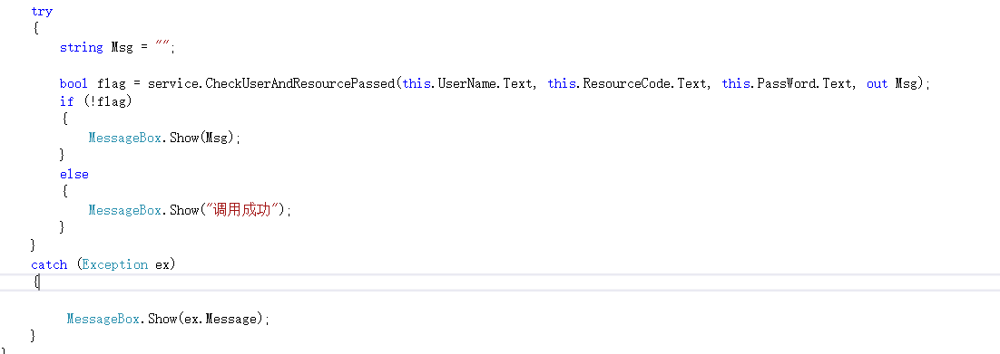 try
{
string Msg = "";
bool flag = service.CheckUserAndResourcePassed(this.UserName.Text, this.ResourceCode.Text, this.PassWord.Text, out Msg);
if (!flag)
{
MessageBox.Show(Msg);
}
else
{
MessageBox.Show("调用成功");
}
}
catch (Exception ex)
{
MessageBox.Show(ex.Message);
}
}